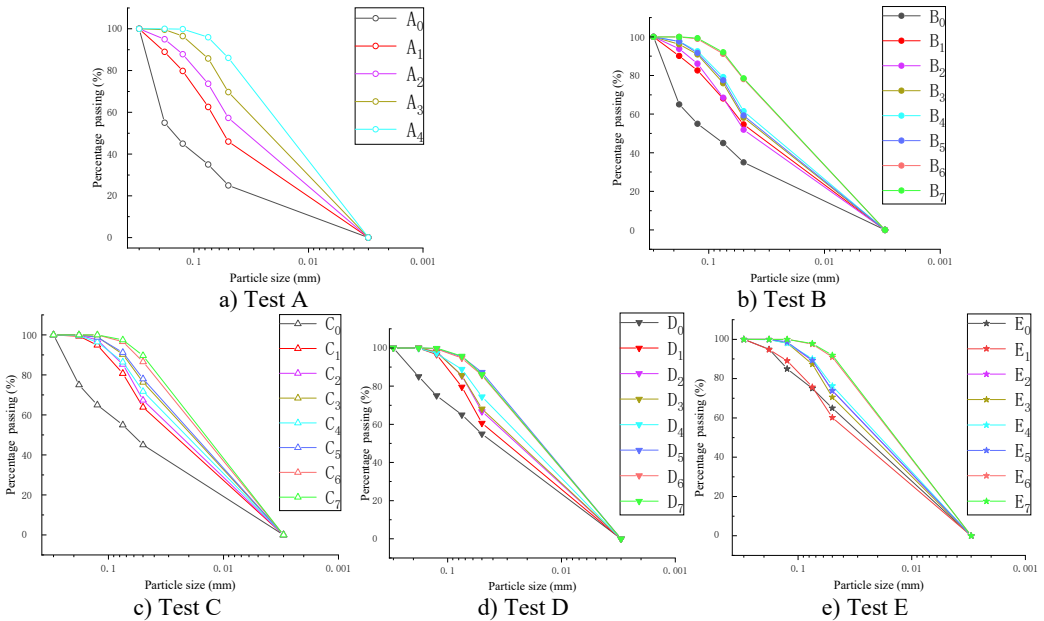 Percentage passing (%)
100
80
60
40
20
0
0.1
0.01
0.001
Particle size (mm)
A0
A1
A2
A3
A4
a) Test A
Percentage passing (%)
100
80
60
40
20
0
0.1
0.01
0.001
Particle size (mm)
B0
B1
B2
B3
B4
B5
B6
B7
b) Test B
Percentage passing (%)
100
80
60
40
20
0
0.1
0.01
0.001
Particle size (mm)
C0
C1
C2
C3
C4
C5
C6
C7
c) Test C
Percentage passing (%)
100
80
60
40
20
0
0.1
0.01
0.001
Particle size (mm)
D0
D1
D2
D3
D4
D5
D6
D7
d) Test D
Percentage passing (%)
100
80
60
40
20
0
0.1
0.01
0.001
Particle size (mm)
E0
E1
E2
E3
E4
E5
E6
E7
e) Test E